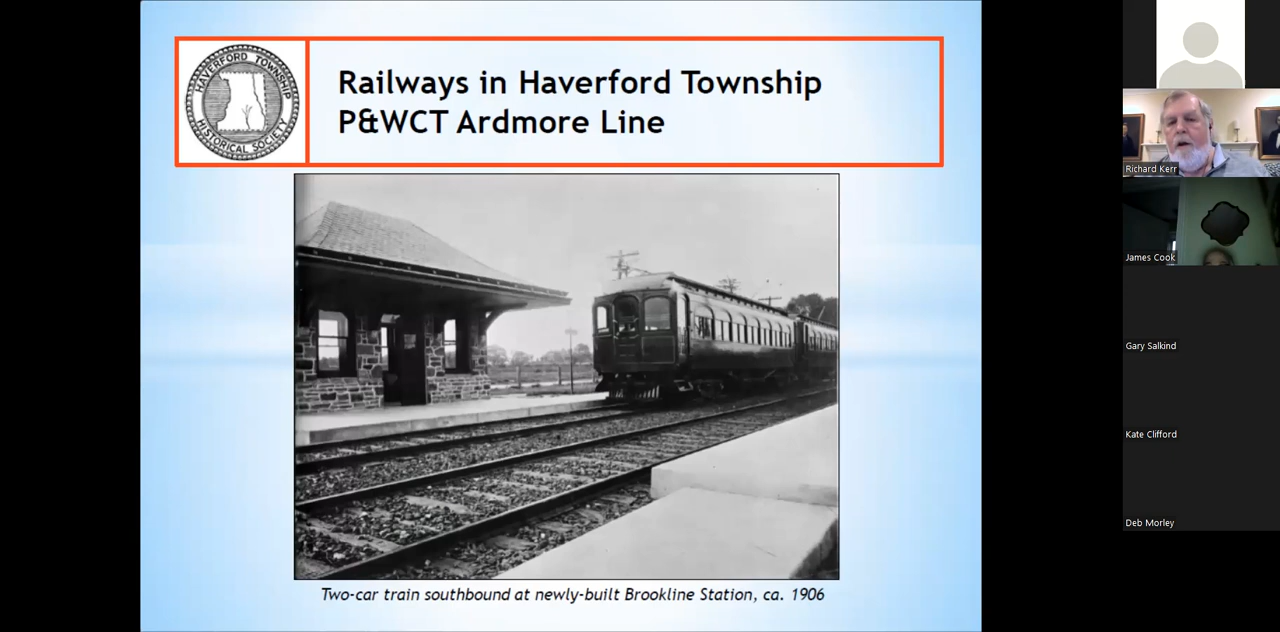 HAVERFORD TOWNSHIP
HISTORICAL SOCIETY
Railways in Haverford Township
P&WCT Ardmore Line
Two-car train southbound at newly-built Brookline Station, ca. 1906
Richard Kerr
James Cook
Gary Salkind
Kate Clifford
Deb Morley